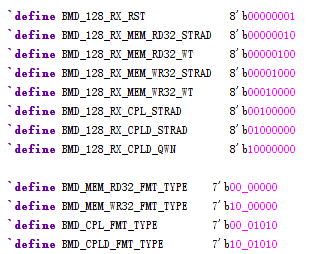 `define BMD_128_RX_RST 8'b00000001
`define BMD_128_RX_MEM_RD32_STRAD 8'b00000010
`define BMD_128_RX_MEM_RD32_WT 8'b00000100
`define BMD_128_RX_MEM_WR32_STRAD 8'b00001000
`define BMD_128_RX_MEM_WR32_WT 8'b00010000
`define BMD_128_RX_CPL_STRAD 8'b00100000
`define BMD_128_RX_CPLD_STRAD 8'b01000000
`define BMD_128_RX_CPLD_QWN 8'b10000000
`define BMD_MEM_RD32_FMT_TYPE 7'b00_00000
`define BMD_MEM_WR32_FMT_TYPE 7'b10_00000
`define BMD_CPL_FMT_TYPE 7'b00_01010
`define BMD_CPLD_FMT_TYPE 7'b10_01010